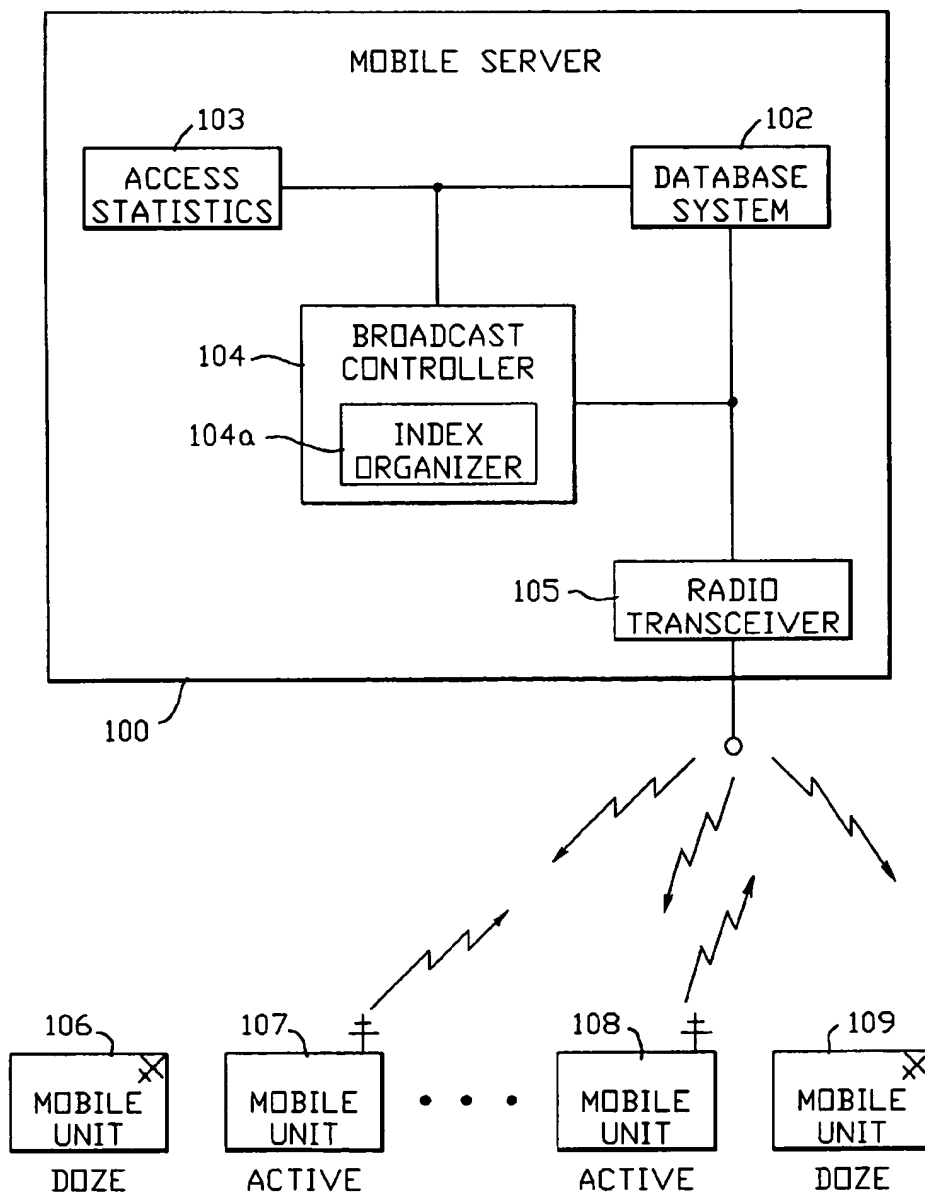 MOBILE SERVER
103
102
ACCESS
STATISTICS
DATABASE
SYSTEM
104
BROADCAST
CONTROLLER
104a
INDEX
ORGANIZER
105
RADIO
TRANSCEIVER
100
106
107
108
109
MOBILE
UNIT
MOBILE
UNIT
MOBILE
UNIT
MOBILE
UNIT
DOZE
ACTIVE
ACTIVE
DOZE